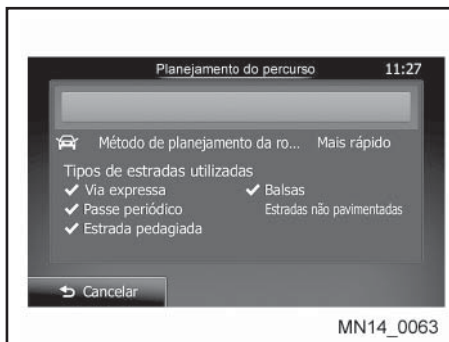 Planejamento do percurso 11:27
Método de planejamento da ro... Mais rápido
Tipos de estradas utilizadas
✓ Via expressa ✓ Balsas
✓ Passe periódico Estradas não pavimentadas
✓ Estrada pedagiada
Cancelar
MN14_0063